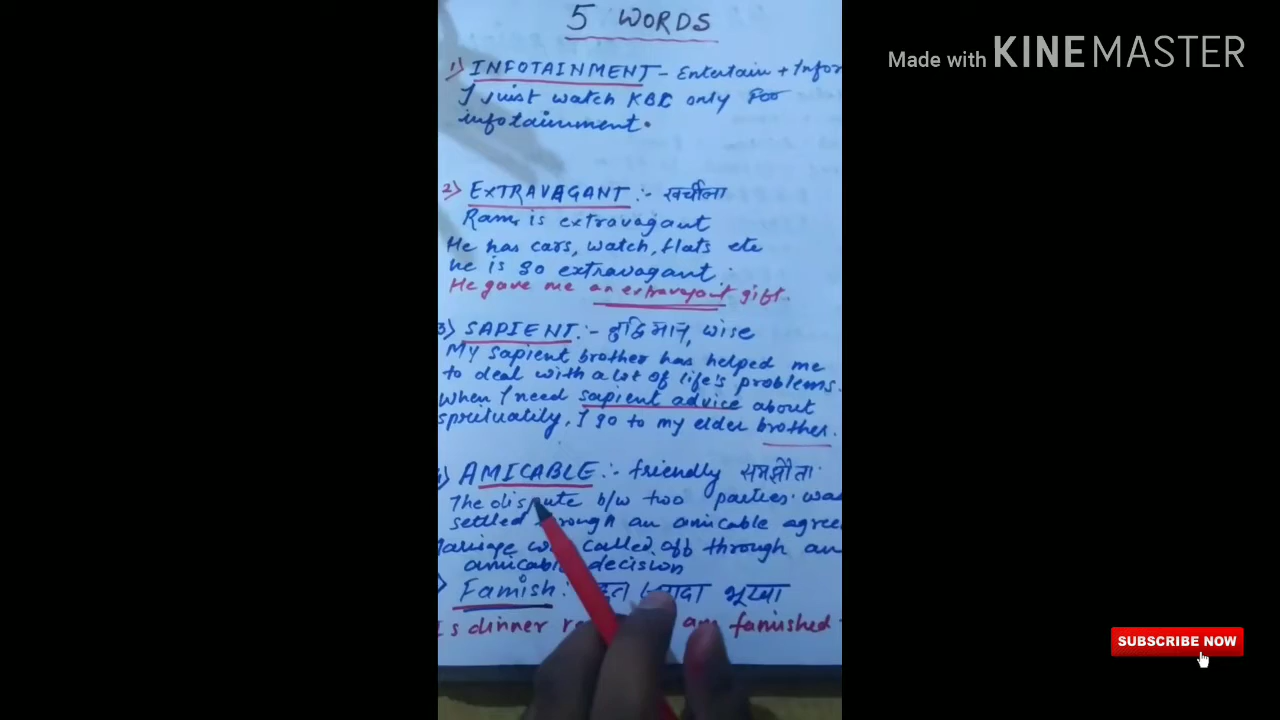 5 WORDS
Made with KINEMASTER
1) INFOTAINMENT - Entertain + Infor
I just watch KBC only
infotainment.
2) EXTRAVAGANT :- खर्चीला
Ram is extravagant
He has cars, watch, flats etc
he is so extravagant.
He gave me an extravagant gift.
3) SAPIENT :- बुद्धिमान, wise
My sapient brother has helped me
to deal with a lot of life's problems.
When I need sapient advice about
I go to my elder brother.
AMICABLE :- friendly समझौता
The dispute b/w two parties was
settled through an amicable agree
called off through an
amicable decision
Famish :- भूखा
Is dinner am famished
SUBSCRIBE NOW